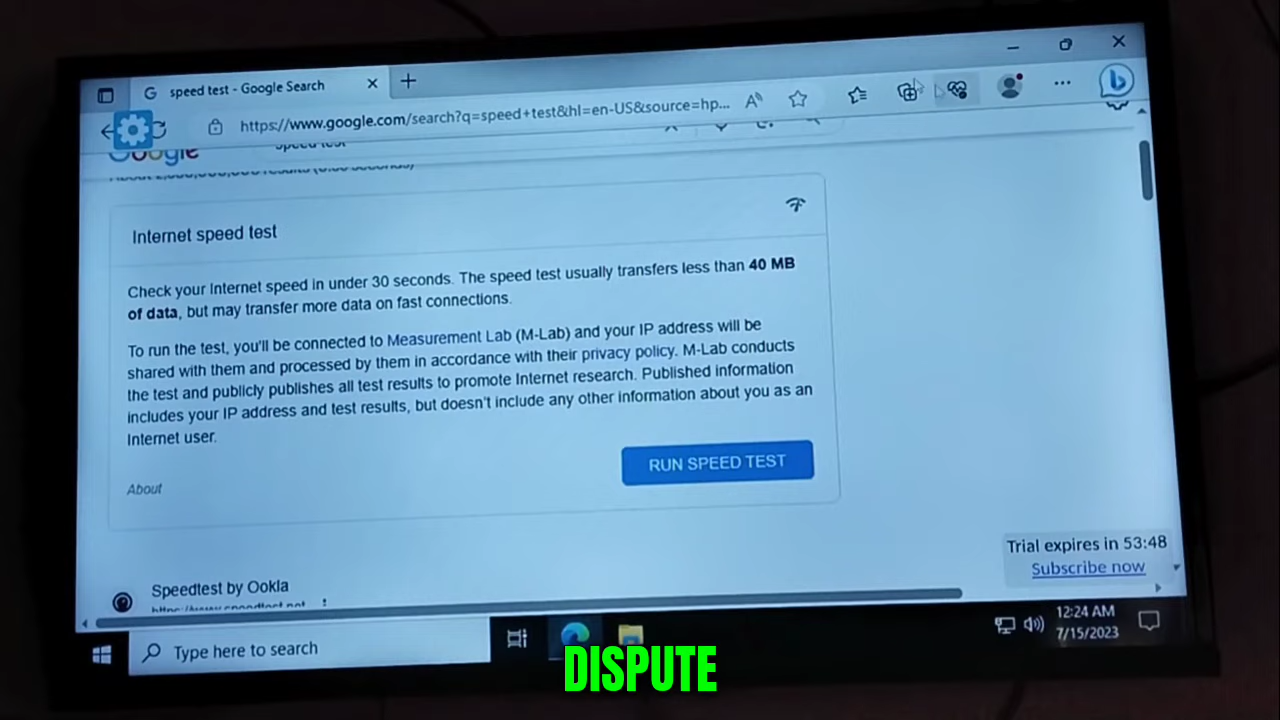 speed test - Google Search
https://www.google.com/search?q=speed+test&hl=en-US&source=hp...
Google
speed test
Internet speed test
Check your Internet speed in under 30 seconds. The speed test usually transfers less than 40 MB
of data, but may transfer more data on fast connections.
To run the test, you'll be connected to Measurement Lab (M-Lab) and your IP address will be
shared with them and processed by them in accordance with their privacy policy. M-Lab conducts
the test and publicly publishes all test results to promote Internet research. Published information
includes your IP address and test results, but doesn't include any other information about you as an
Internet user.
RUN SPEED TEST
About
Trial expires in 53:48
Subscribe now
Speedtest by Ookla
12:24 AM
7/15/2023
Type here to search
DISPUTE